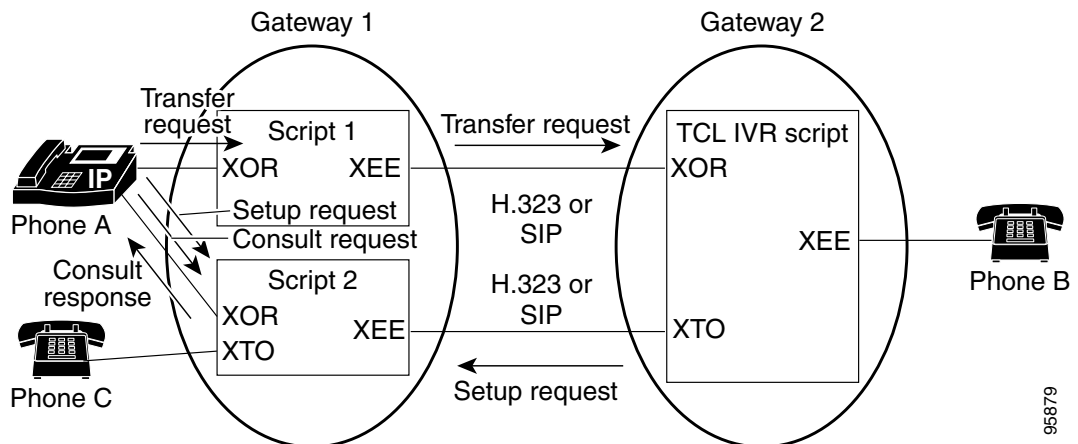 Gateway 1
Gateway 2
Transfer
request
Script 1
XOR
XEE
Transfer request
TCL IVR script
XOR
IP
Phone A
Setup request
Consult request
H.323 or
SIP
XEE
Phone B
Consult
response
Script 2
XOR
XEE
XTO
H.323 or
SIP
XTO
Phone C
Setup request
95879